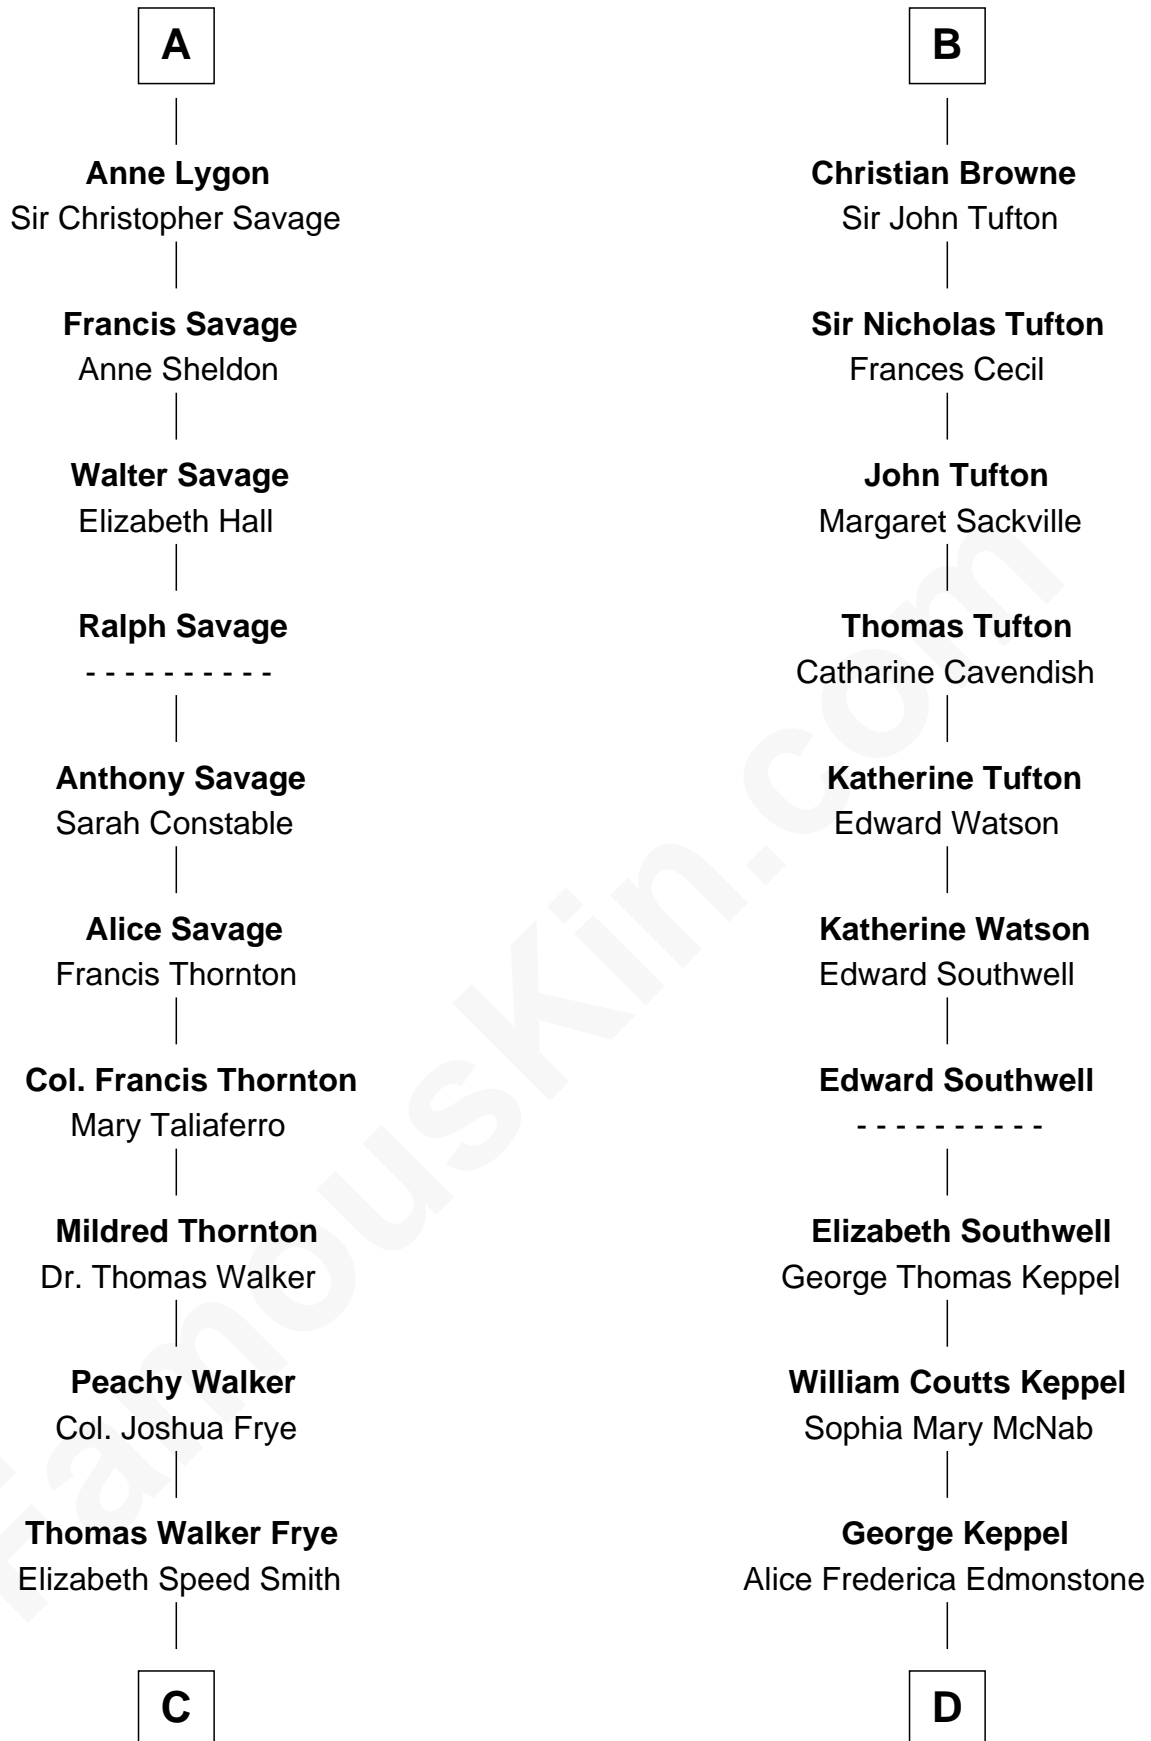 A
Anne Lygon
Sir Christopher Savage
Francis Savage
Anne Sheldon
Walter Savage
Elizabeth Hall
Ralph Savage
- - - - - - - - - -
Anthony Savage
Sarah Constable
Alice Savage
Francis Thornton
Col. Francis Thornton
Mary Taliaferro
Mildred Thornton
Dr. Thomas Walker
Peachy Walker
Col. Joshua Frye
Thomas Walker Frye
Elizabeth Speed Smith
C
B
Christian Browne
Sir John Tufton
Sir Nicholas Tufton
Frances Cecil
John Tufton
Margaret Sackville
Thomas Tufton
Catharine Cavendish
Katherine Tufton
Edward Watson
Katherine Watson
Edward Southwell
Edward Southwell
- - - - - - - - - -
Elizabeth Southwell
George Thomas Keppel
William Coutts Keppel
Sophia Mary McNab
George Keppel
Alice Frederica Edmonstone
D
FamousKin.com